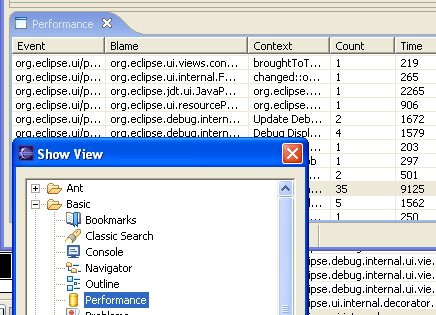 Performance
Event Blame Context Count Time
org.eclipse.ui/p... org.eclipse.ui.views.con... broughtToT... 1 219
org.eclipse.ui/p... org.eclipse.ui.internal.F... changed::o... 1 265
org.eclipse.ui/p... org.eclipse.jdt.ui.JavaP... org.eclipse.... 1 2265
org.eclipse.ui/p... org.eclipse.ui.resourceP... org.eclipse.... 1 906
org.eclipse.ui/p... org.eclipse.debug.intern... Update Deb... 2 1672
org.eclipse.ui/p... org.eclipse.debug.intern... Debug Displ... 4 1579
1 203
1 297
2 501
35 9125
5 1562
1 250
Show View
Ant
Basic
Bookmarks
Classic Search
Console
Navigator
Outline
Performance
lipse.debug.internal.ui.vie..
lipse.debug.internal.ui.vie..
lipse.debug.internal.ui.vie..
lipse.ui.internal.decorator..
lipse.debug.internal.ui.vie..